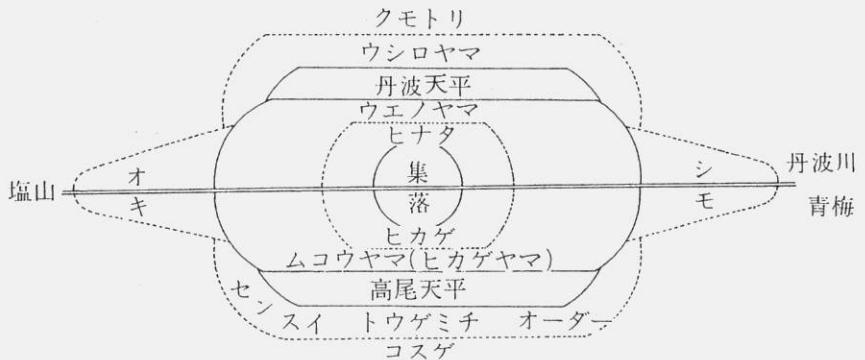 クモトリ
ウシロヤマ
丹波天平
ウエノヤマ
ヒナタ
集落
オキ
シモ
塩山
丹波川
青梅
ヒカゲ
ムコウヤマ(ヒカゲヤマ)
高尾天平
センスイ トウゲミチ オーダー
コスゲ